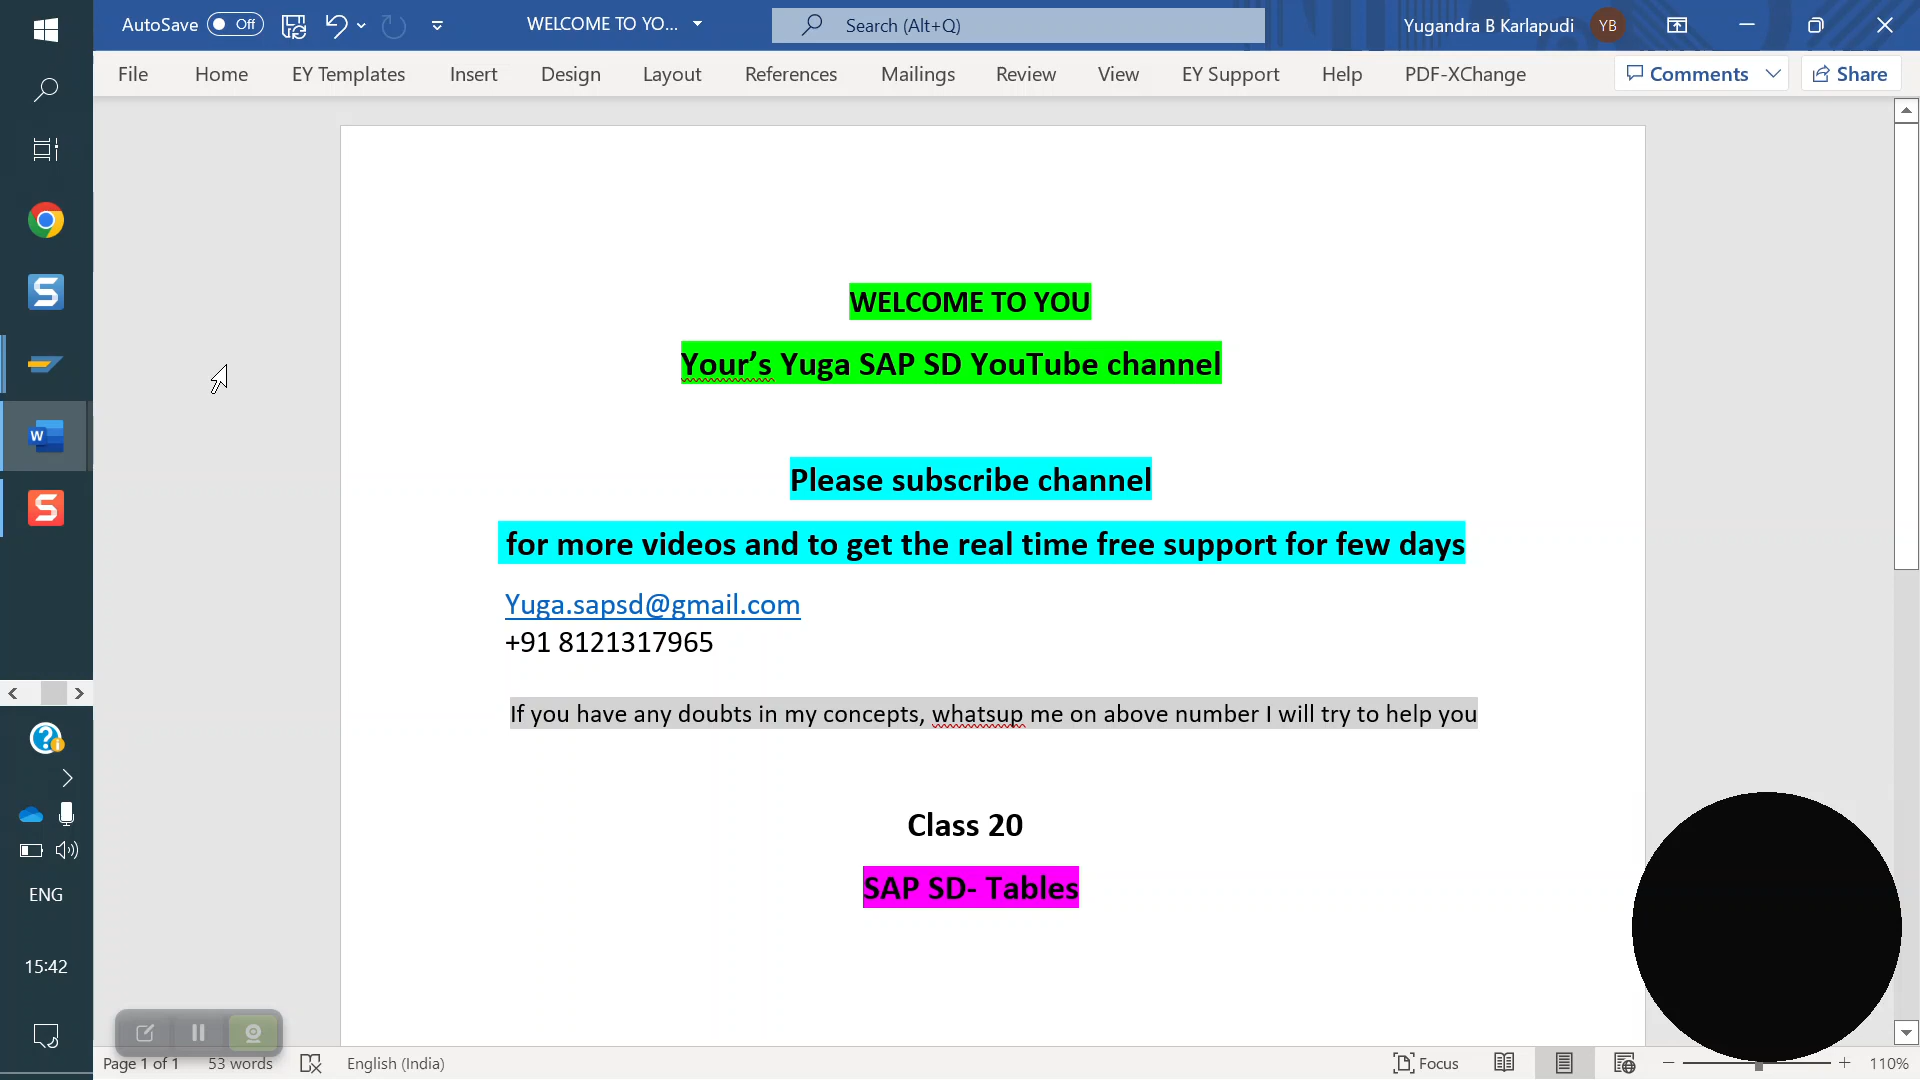 AutoSave Off WELCOME TO YO... Search (Alt+Q) Yugandra B Karlapudi YB
File Home EY Templates Insert Design Layout References Mailings Review View EY Support Help PDF-XChange Comments Share
WELCOME TO YOU
Your’s Yuga SAP SD YouTube channel
Please subscribe channel
for more videos and to get the real time free support for few days
Yuga.sapsd@gmail.com
+91 8121317965
If you have any doubts in my concepts, whatsup me on above number I will try to help you
Class 20
SAP SD- Tables
ENG
15:42
Page 1 of 1 53 words English (India) Focus 110%